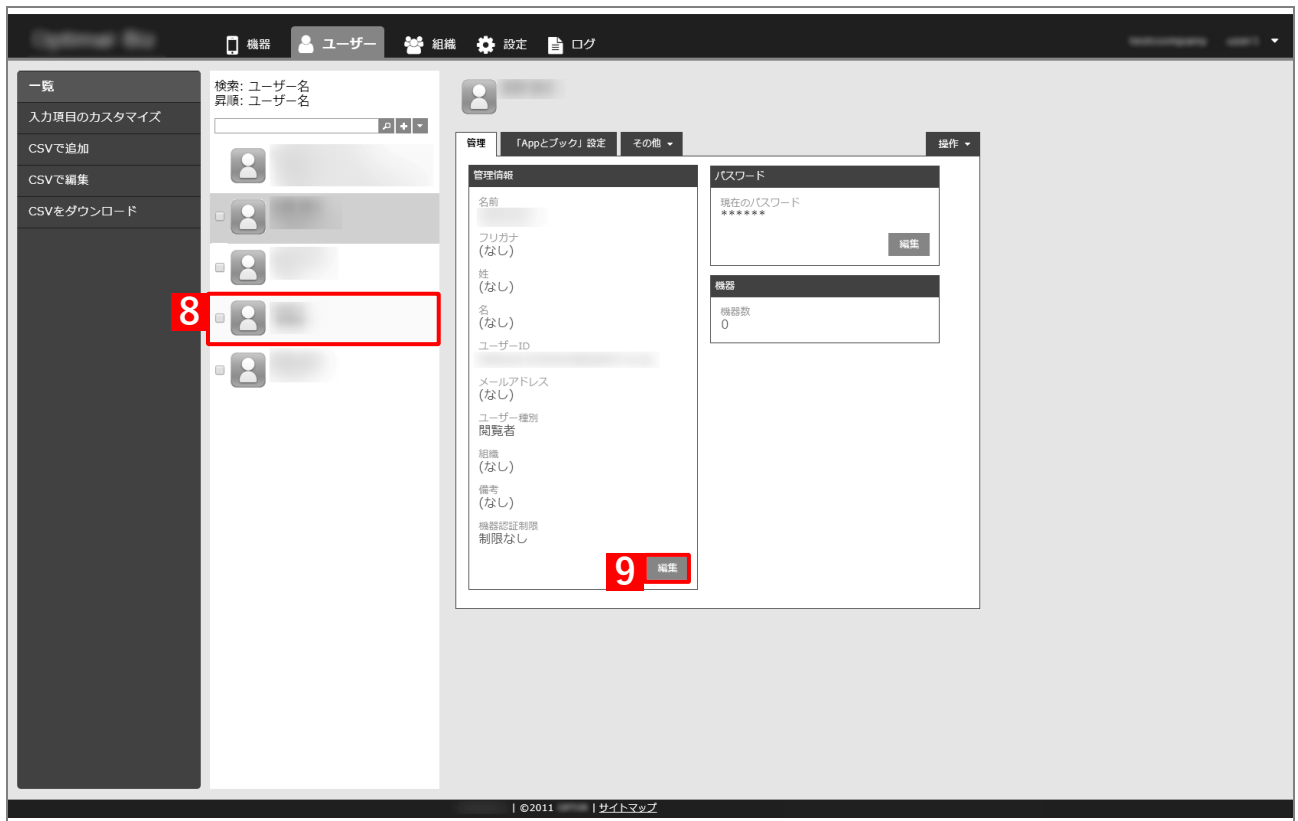 機器
ユーザー
組織
設定
ログ
一覧
入力項目のカスタマイズ
CSVで追加
CSVで編集
CSVをダウンロード
検索: ユーザー名
昇順: ユーザー名
8
管理
「Appとブック」設定
その他
操作
管理情報
名前
フリガナ
(なし)
姓
(なし)
名
(なし)
ユーザーID
メールアドレス
(なし)
ユーザー種別
閲覧者
組織
(なし)
備考
(なし)
機器認証制限
制限なし
9
編集
パスワード
現在のパスワード
******
編集
機器
機器数
0
| ©2011 | サイトマップ